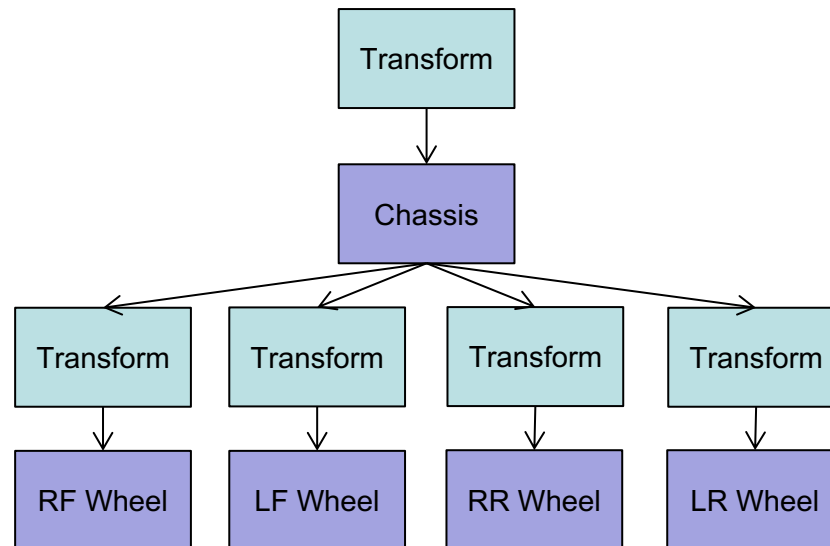 Transform
Chassis
Transform
Transform
Transform
Transform
RF Wheel
LF Wheel
RR Wheel
LR Wheel